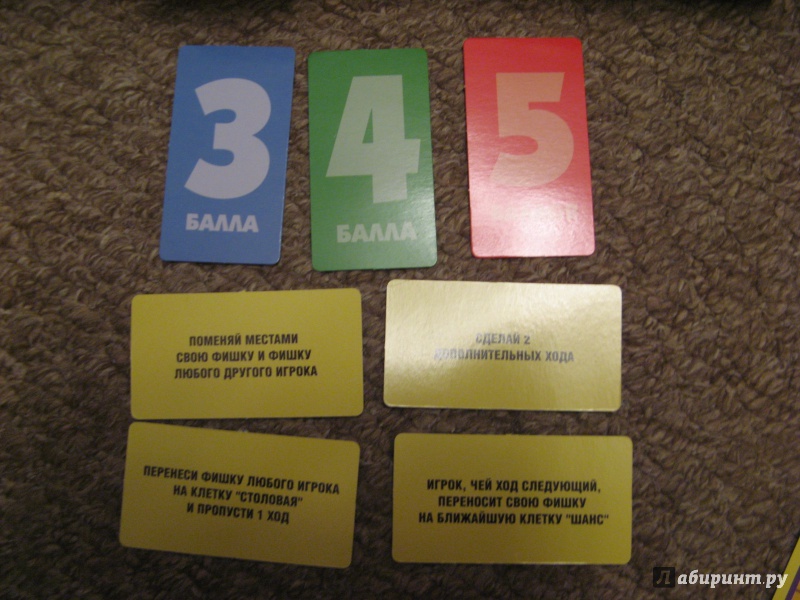 3
БАЛЛА
4
БАЛЛА
5
ПОМЕНЯЙ МЕСТАМИ
СВОЮ ФИШКУ И ФИШКУ
ЛЮБОГО ДРУГОГО ИГРОКА
СДЕЛАЙ 2
ДОПОЛНИТЕЛЬНЫХ ХОДА
ПЕРЕНЕСИ ФИШКУ ЛЮБОГО ИГРОКА
НА КЛЕТКУ "СТОЛОВАЯ"
И ПРОПУСТИ 1 ХОД
ИГРОК, ЧЕЙ ХОД СЛЕДУЮЩИЙ,
ПЕРЕНОСИТ СВОЮ ФИШКУ
НА БЛИЖАЙШУЮ КЛЕТКУ "ШАНС"
Лабиринт.ру